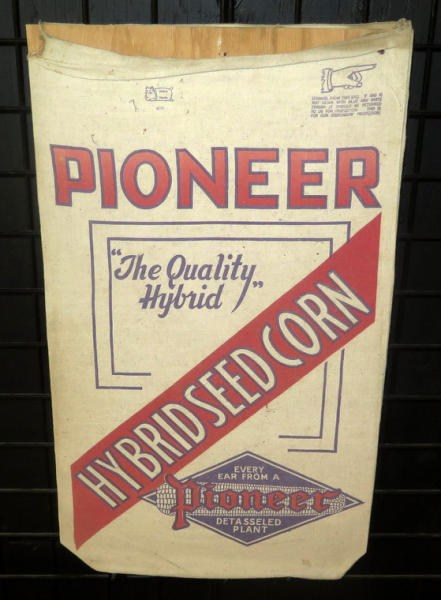 PIONEER
"The Quality
Hybrid"
HYBRID SEED CORN
EVERY
EAR FROM A
Pioneer
DETASSELED
PLANT